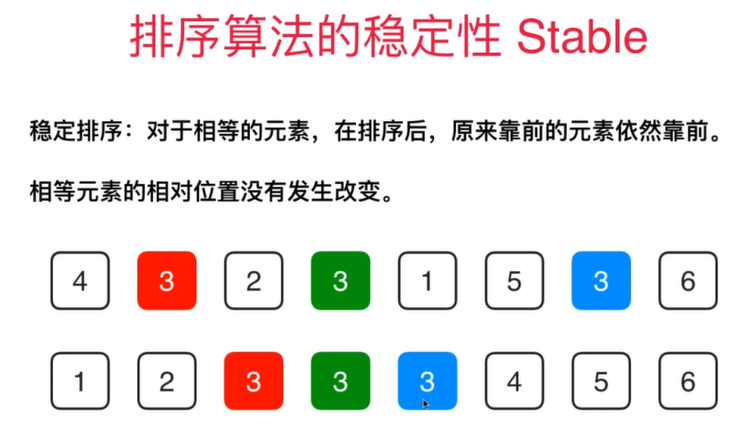 排序算法的稳定性 Stable
稳定排序：对于相等的元素，在排序后，原来靠前的元素依然靠前。
相等元素的相对位置没有发生改变。
4 3 2 3 1 5 3 6
1 2 3 3 3 4 5 6